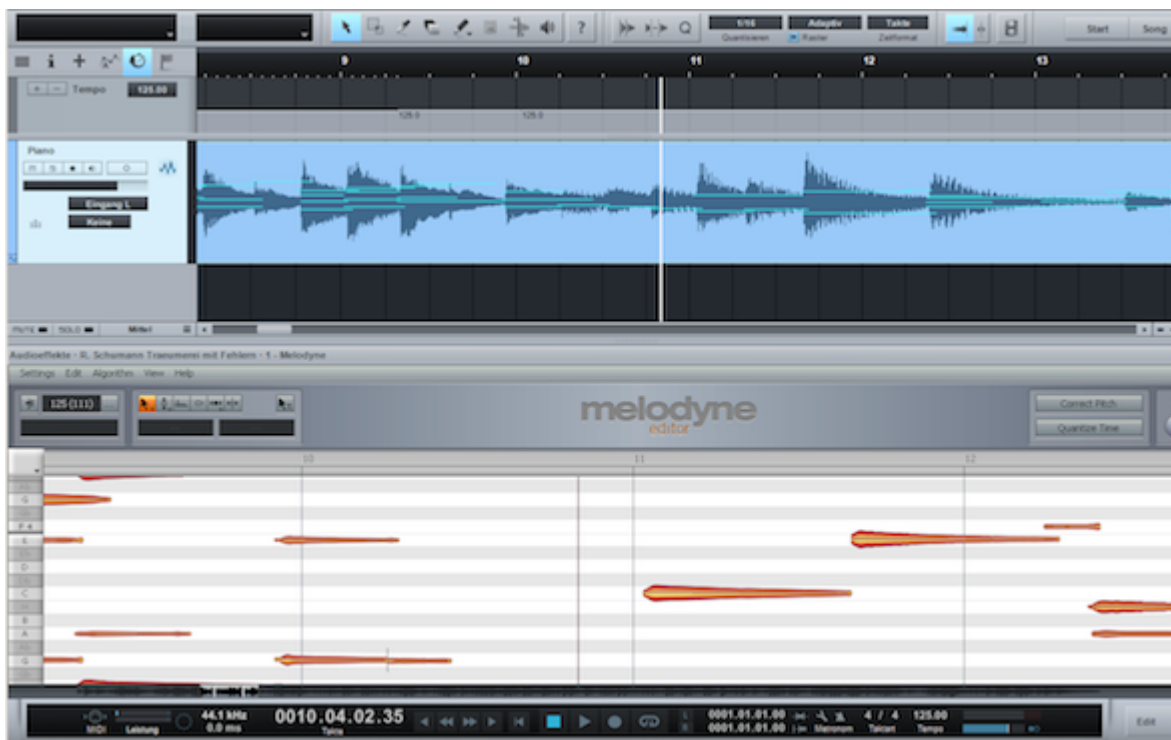 1/16 Adaptiv Takte
Quantisieren Raster Zeitformat
Start Song
?
Q
9 10 11 12 13
Tempo 125.00
125.0 125.0
Piano
M S
Eingang L
Keine
MUTE SOLO Mittel
Audioeffekte - R. Schumann Traeumerei mit Fehlern - 1 - Melodyne
Settings Edit Algorithm View Help
125 (111)
melodyne
editor
Correct Pitch
Quantize Time
10 11 12
G
F 4
E
D
C
B
A
G
MIDI Leistung
44.1 kHz
0.0 ms
0010.04.02.35
Takte
L 0001.01.01.00
R 0001.01.01.00
Metronom
4 / 4
Taktart
125.00
Tempo
Edit